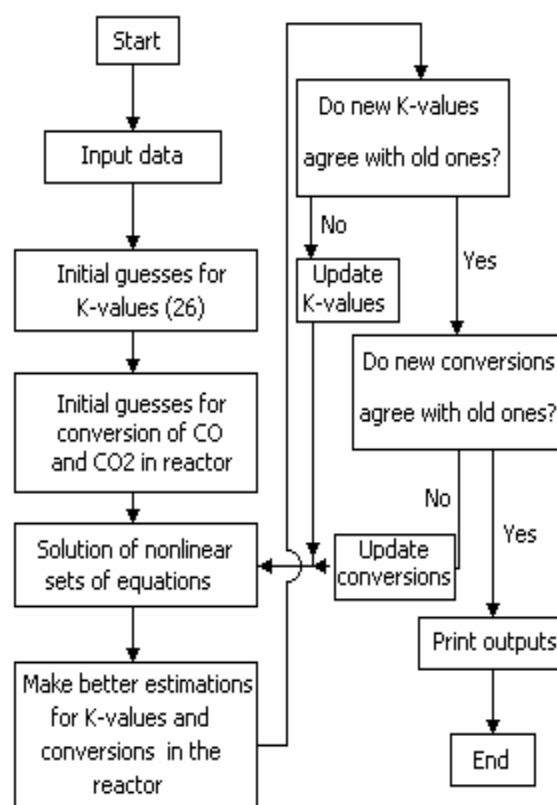 Start
Input data
Initial guesses for
K-values (26)
Initial guesses for
conversion of CO
and CO2 in reactor
Solution of nonlinear
sets of equations
Make better estimations
for K-values and
conversions in the
reactor
Do new K-values
agree with old ones?
No
Yes
Update
K-values
Do new conversions
agree with old ones?
No
Yes
Update
conversions
Print outputs
End